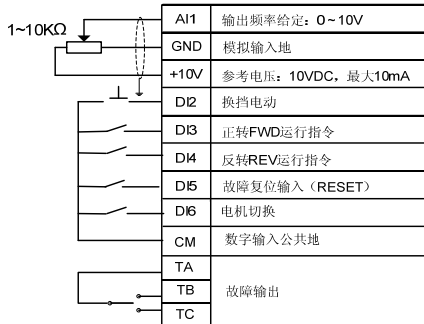 AI1 输出频率给定：0~10V
1~10KΩ
GND 模拟输入地
+10V 参考电压：10VDC，最大10mA
DI2 换挡电动
DI3 正转FWD运行指令
DI4 反转REV运行指令
DI5 故障复位输入（RESET）
DI6 电机切换
CM 数字输入公共地
TA
TB 故障输出
TC